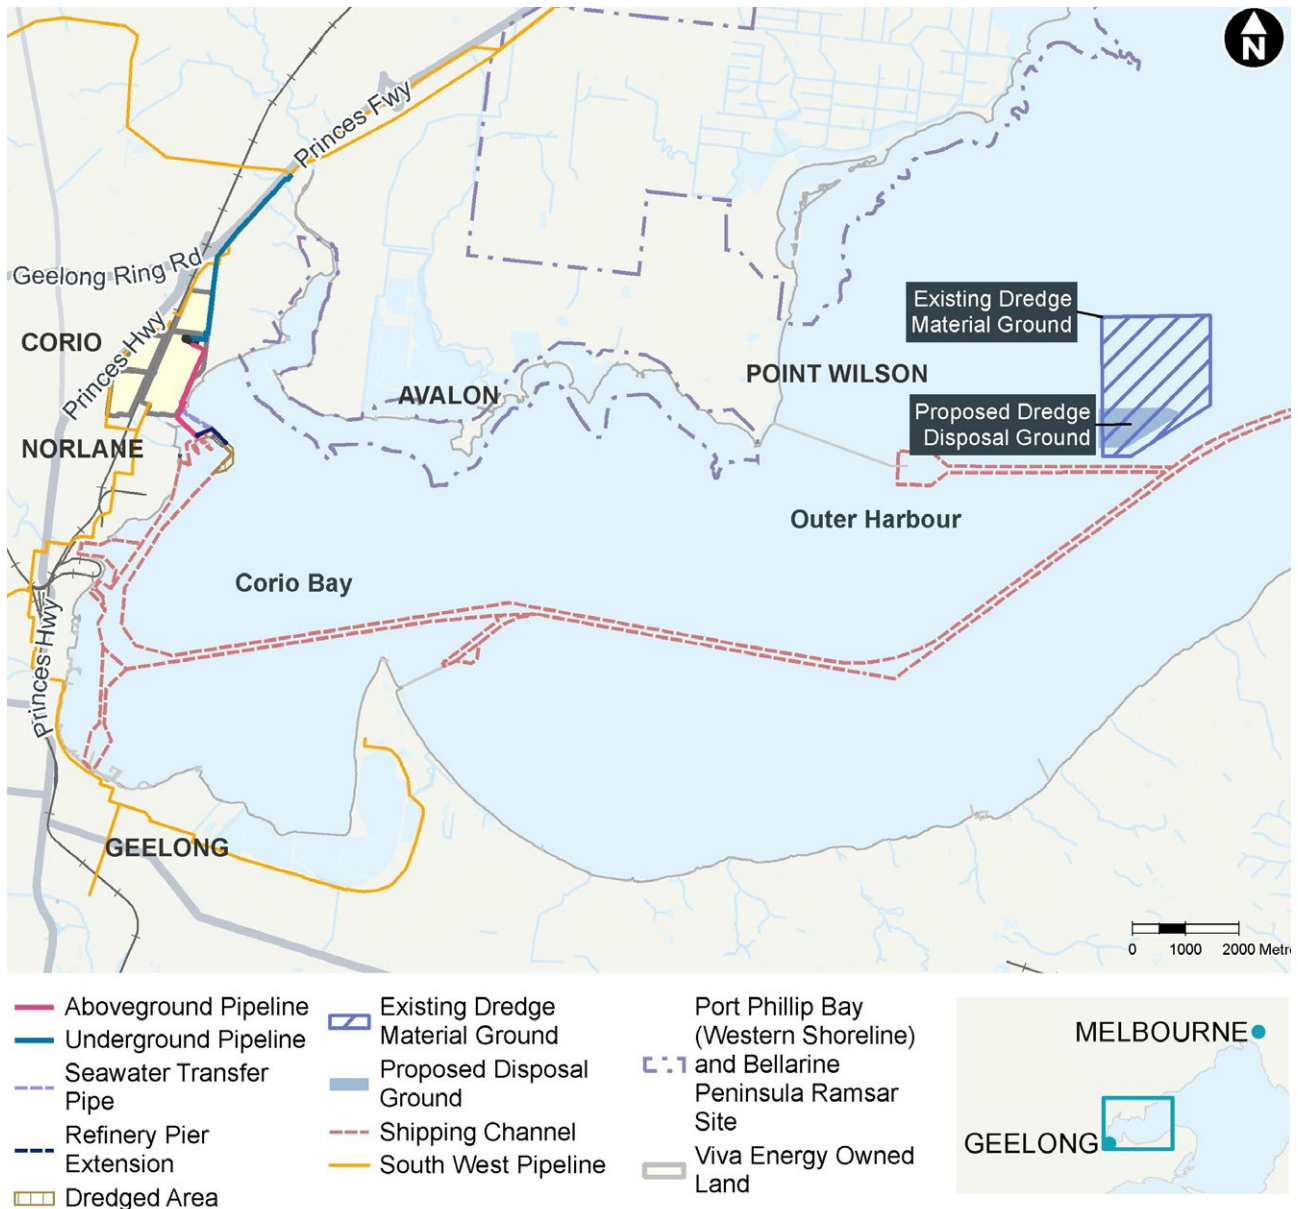 N
Princes Fwy
Geelong Ring Rd
CORIO
Princes Hwy
NORLANE
AVALON
POINT WILSON
Existing Dredge
Material Ground
Proposed Dredge
Disposal Ground
Outer Harbour
Corio Bay
Princes Hwy
GEELONG
0 1000 2000 Metre
Aboveground Pipeline
Underground Pipeline
Seawater Transfer
Pipe
Refinery Pier
Extension
Dredged Area
Existing Dredge
Material Ground
Proposed Disposal
Ground
Shipping Channel
South West Pipeline
Port Phillip Bay
(Western Shoreline)
and Bellarine
Peninsula Ramsar
Site
Viva Energy Owned
Land
MELBOURNE
GEELONG